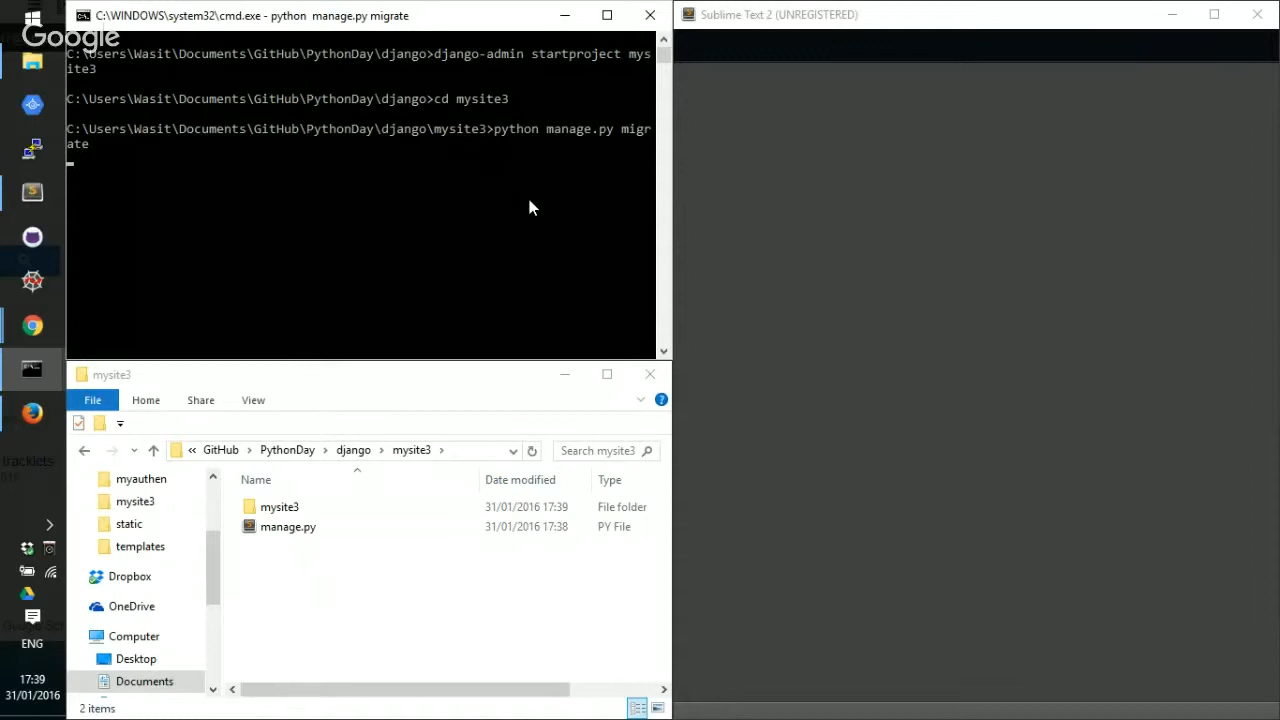 C:\WINDOWS\system32\cmd.exe - python  manage.py migrate
Google
C:\Users\Wasit\Documents\GitHub\PythonDay\django>django-admin startproject mys
ite3
C:\Users\Wasit\Documents\GitHub\PythonDay\django>cd mysite3
C:\Users\Wasit\Documents\GitHub\PythonDay\django\mysite3>python manage.py migr
ate
Sublime Text 2 (UNREGISTERED)
mysite3
File Home Share View
« GitHub > PythonDay > django > mysite3 >
Search mysite3
Name Date modified Type
mysite3 31/01/2016 17:39 File folder
manage.py 31/01/2016 17:38 PY File
myauthen
mysite3
static
templates
Dropbox
OneDrive
Computer
Desktop
Documents
2 items
tracklets
ENG
17:39
31/01/2016